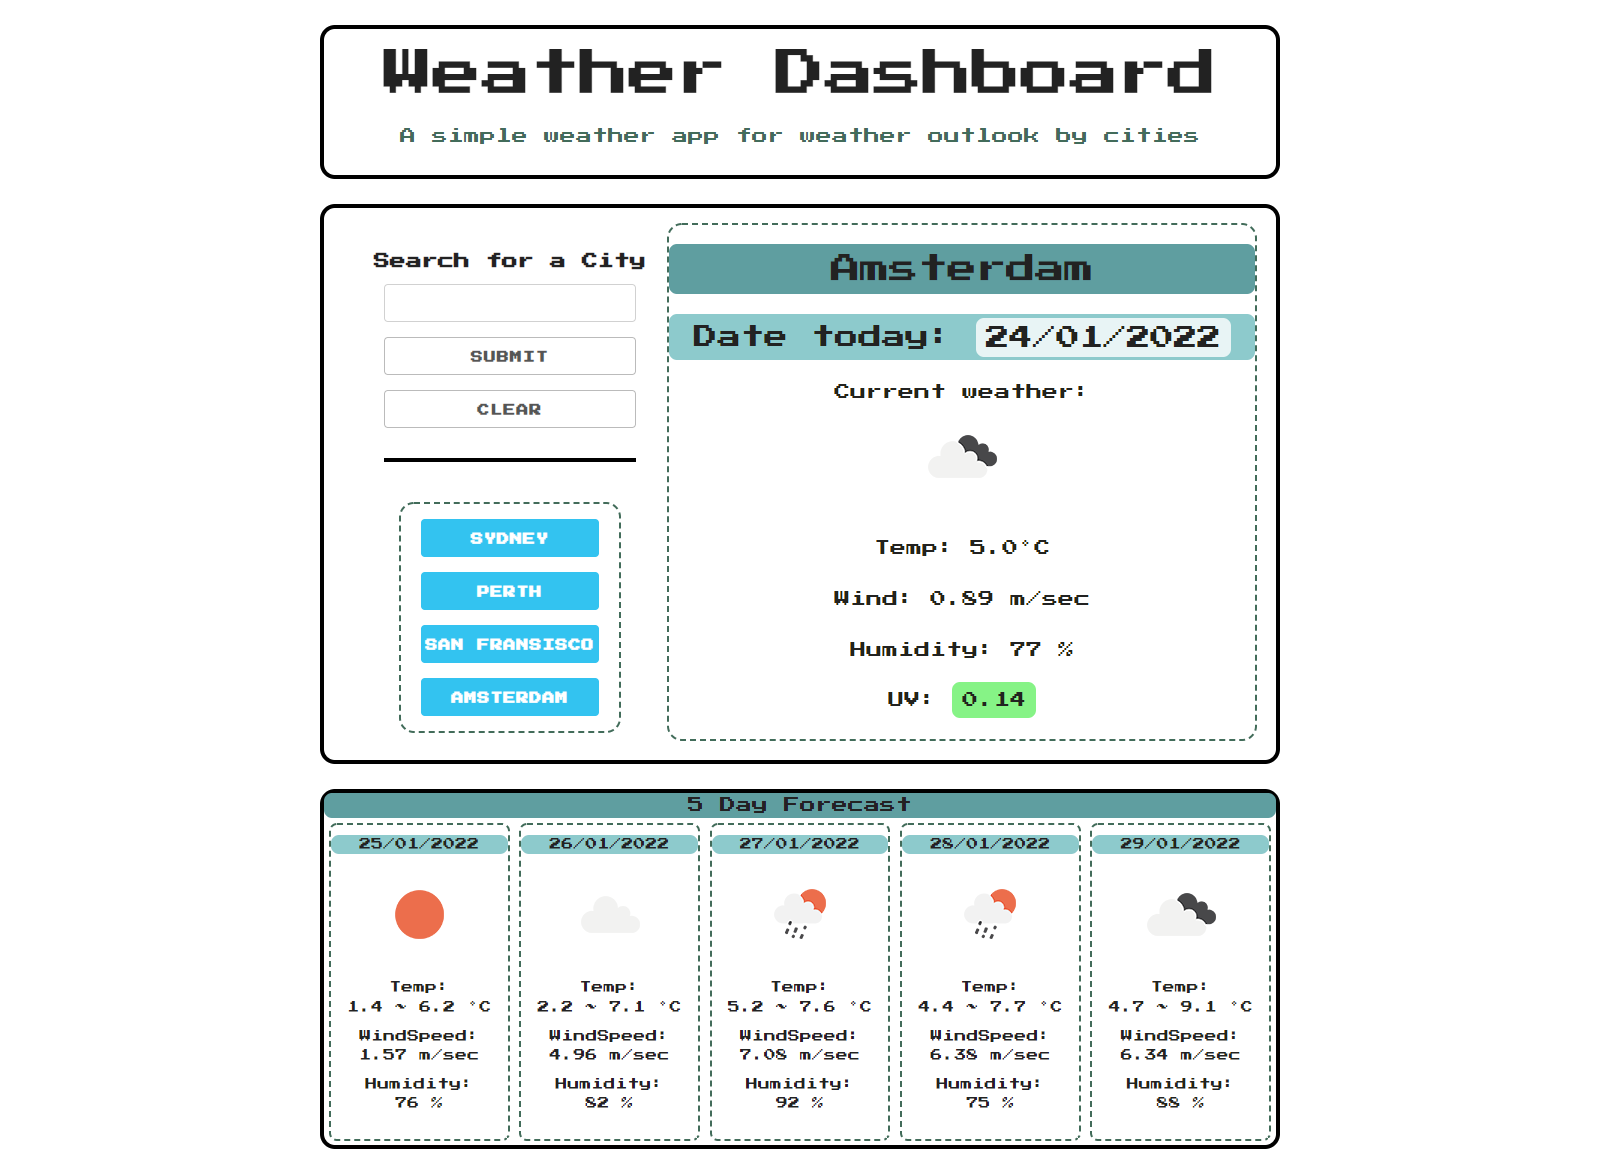 Weather Dashboard
A simple weather app for weather outlook by cities
Search for a City
SUBMIT
CLEAR
SYDNEY
PERTH
SAN FRANSISCO
AMSTERDAM
Amsterdam
Date today: 24/01/2022
Current weather:
Temp: 5.0°C
Wind: 0.89 m/sec
Humidity: 77 %
UV: 0.14
5 Day Forecast
25/01/2022
Temp:
1.4 ~ 6.2 °C
WindSpeed:
1.57 m/sec
Humidity:
76 %
26/01/2022
Temp:
2.2 ~ 7.1 °C
WindSpeed:
4.96 m/sec
Humidity:
82 %
27/01/2022
Temp:
5.2 ~ 7.6 °C
WindSpeed:
7.08 m/sec
Humidity:
92 %
28/01/2022
Temp:
4.4 ~ 7.7 °C
WindSpeed:
6.38 m/sec
Humidity:
75 %
29/01/2022
Temp:
4.7 ~ 9.1 °C
WindSpeed:
6.34 m/sec
Humidity:
88 %